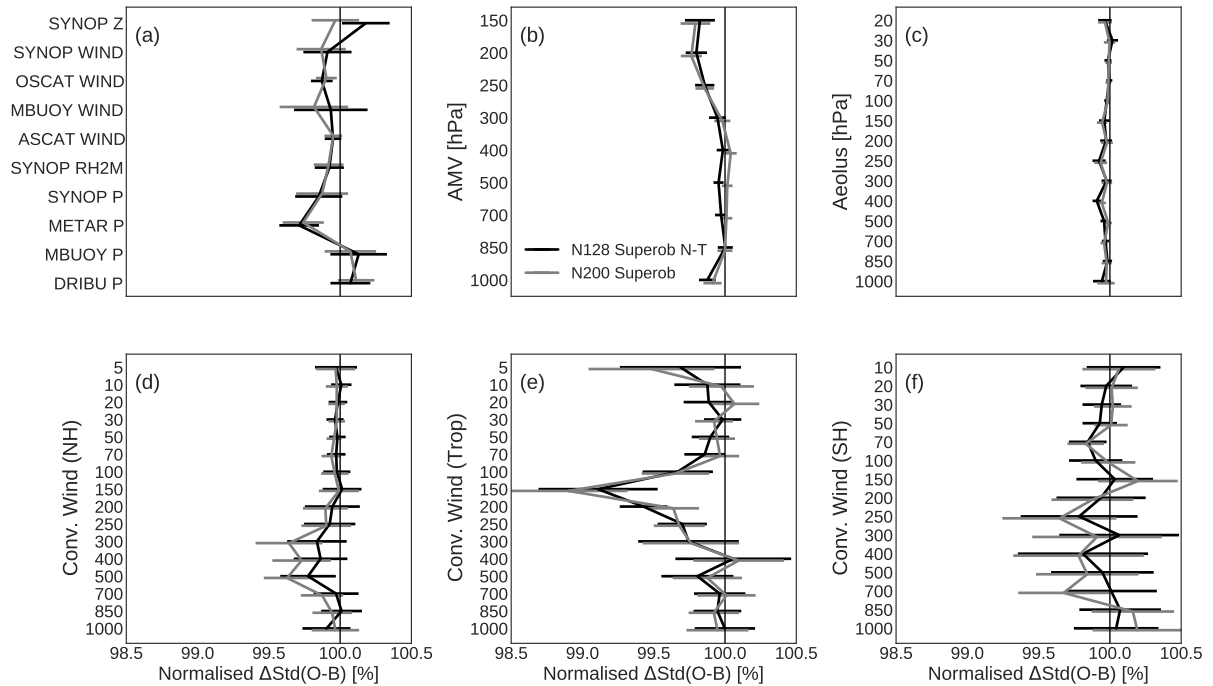 SYNOP Z
SYNOP WIND
OSCAT WIND
MBUOY WIND
ASCAT WIND
SYNOP RH2M
SYNOP P
METAR P
MBUOY P
DRIBU P
(a)
AMV [hPa]
150
200
250
300
400
500
700
850
1000
(b)
N128 Superob N-T
N200 Superob
Aeolus [hPa]
20
30
50
70
100
150
200
250
300
400
500
700
850
1000
(c)
Conv. Wind (NH)
5
10
20
30
50
70
100
150
200
250
300
400
500
700
850
1000
(d)
98.5 99.0 99.5 100.0 100.5
Normalised ΔStd(O-B) [%]
Conv. Wind (Trop)
5
10
20
30
50
70
100
150
200
250
300
400
500
700
850
1000
(e)
98.5 99.0 99.5 100.0 100.5
Normalised ΔStd(O-B) [%]
Conv. Wind (SH)
10
20
30
50
70
100
150
200
250
300
400
500
700
850
1000
(f)
98.5 99.0 99.5 100.0 100.5
Normalised ΔStd(O-B) [%]